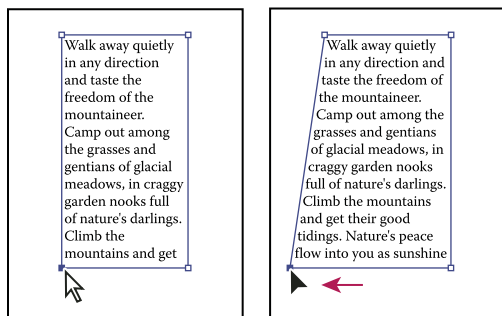 Walk away quietly
in any direction
and taste the
freedom of the
mountaineer.
Camp out among
the grasses and
gentians of glacial
meadows, in craggy
garden nooks full
of nature's darlings.
Climb the
mountains and get
Walk away quietly
in any direction and
taste the freedom of
the mountaineer.
Camp out among the
grasses and gentians
of glacial meadows, in
craggy garden nooks
full of nature's darlings.
Climb the mountains
and get their good
tidings. Nature's peace
flow into you as sunshine